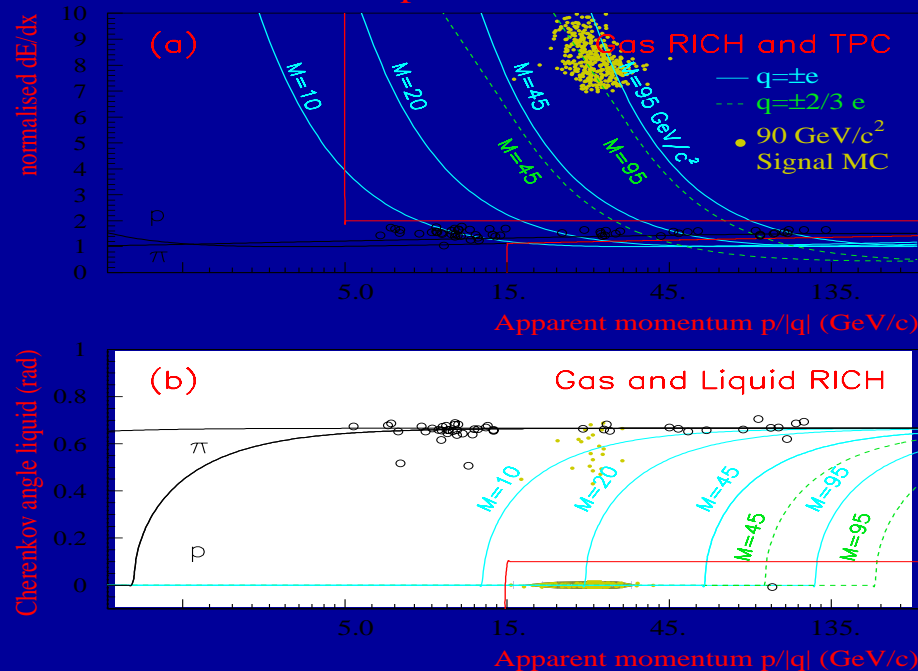 (a)
Gas RICH and TPC
q=±e
q=±2/3 e
90 GeV/c²
Signal MC
M=10
M=20
M=45
M=95 GeV/c²
M=45
M=95
p
π
normalised dE/dx
10
9
8
7
6
5
4
3
2
1
0
5.0
15.
45.
135.
Apparent momentum p/|q| (GeV/c)
(b)
Gas and Liquid RICH
π
p
M=10
M=20
M=45
M=45
M=95
M=95
Cherenkov angle liquid (rad)
1
0.8
0.6
0.4
0.2
0
5.0
15.
45.
135.
Apparent momentum p/|q| (GeV/c)